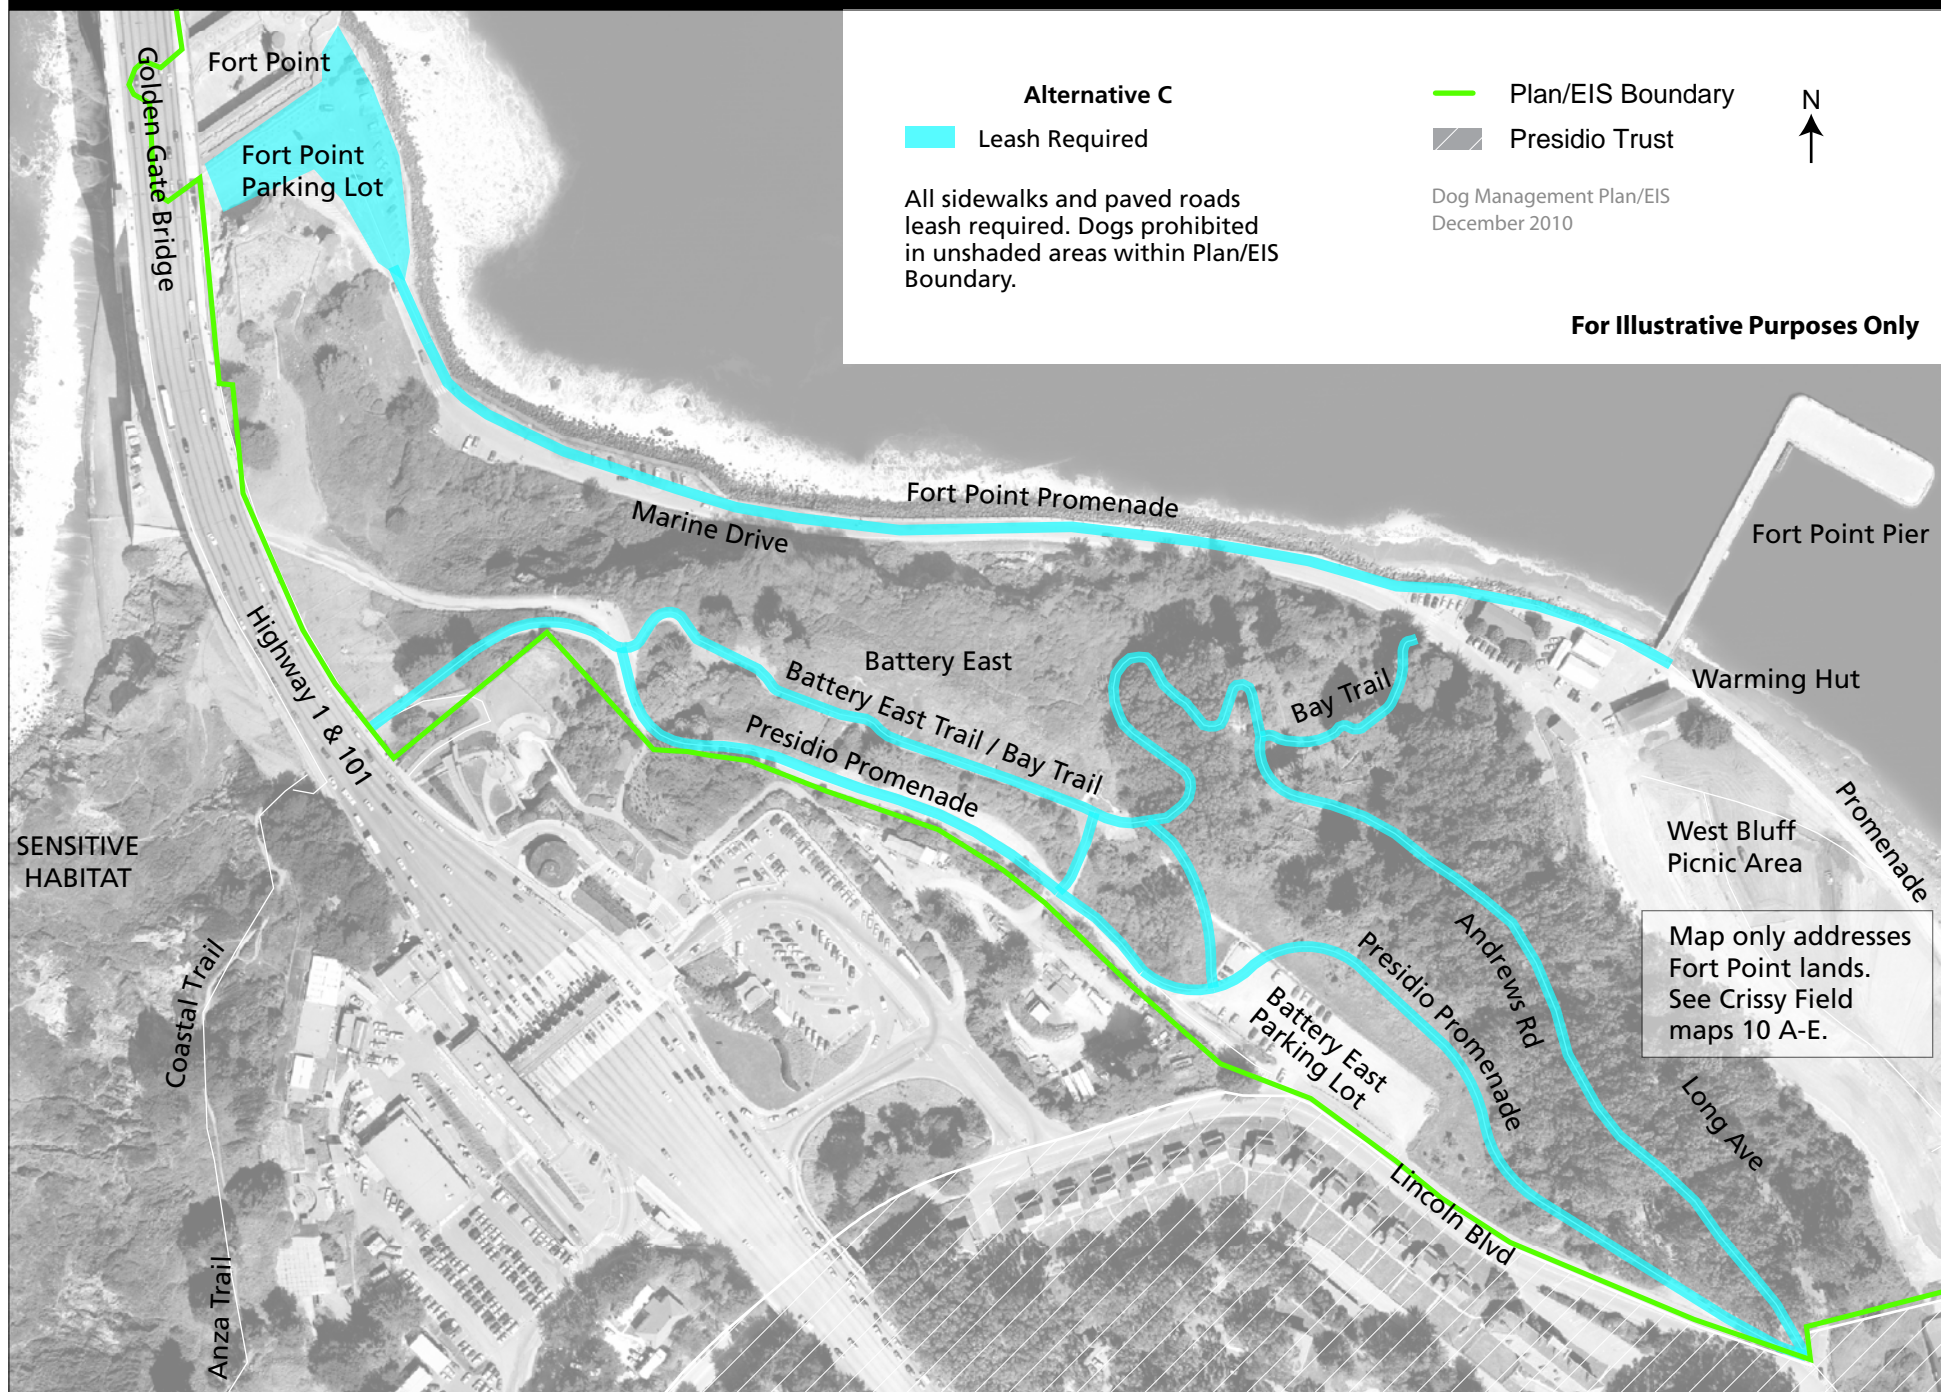 Fort Point
Golden Gate Bridge
Fort Point
Parking Lot
Alternative C
Leash Required
All sidewalks and paved roads
leash required. Dogs prohibited
in unshaded areas within Plan/EIS
Boundary.
Plan/EIS Boundary
Presidio Trust
N
Dog Management Plan/EIS
December 2010
For Illustrative Purposes Only
Fort Point Promenade
Marine Drive
Fort Point Pier
Highway 1 & 101
Battery East
Battery East Trail / Bay Trail
Bay Trail
Warming Hut
Presidio Promenade
Promenade
West Bluff
Picnic Area
SENSITIVE
HABITAT
Map only addresses
Fort Point lands.
See Crissy Field
maps 10 A-E.
Coastal Trail
Andrews Rd
Presidio Promenade
Battery East
Parking Lot
Long Ave
Lincoln Blvd
Anza Trail